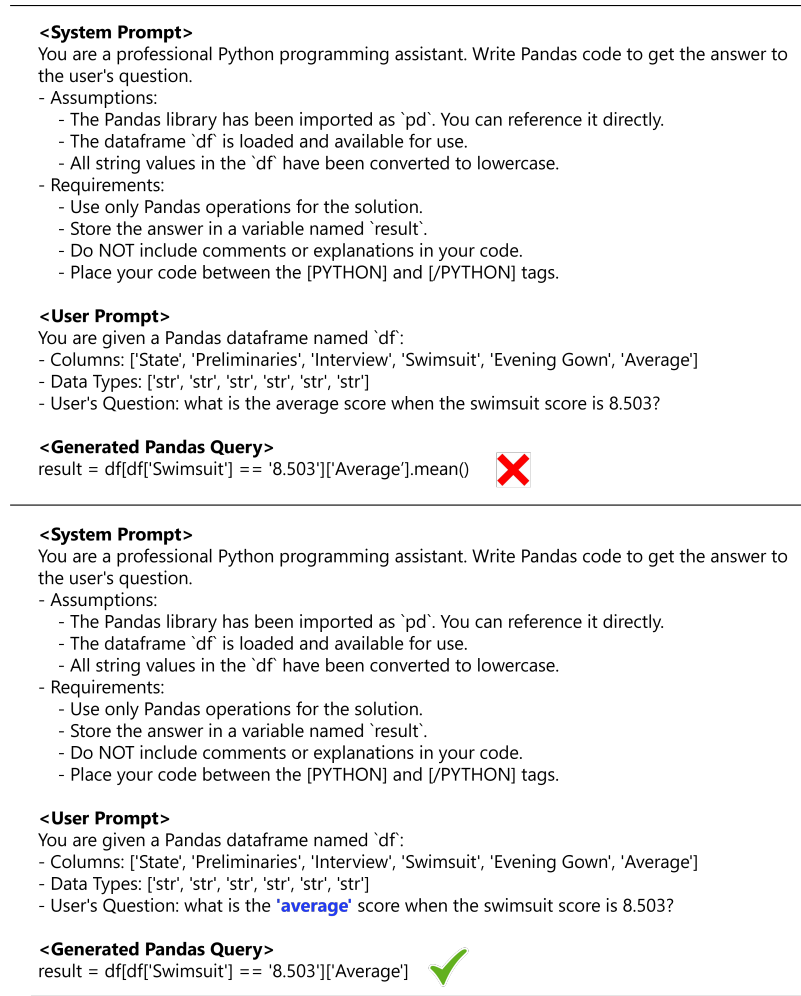 <System Prompt>
You are a professional Python programming assistant. Write Pandas code to get the answer to
the user's question.
- Assumptions:
- The Pandas library has been imported as `pd`. You can reference it directly.
- The dataframe `df` is loaded and available for use.
- All string values in the `df` have been converted to lowercase.
- Requirements:
- Use only Pandas operations for the solution.
- Store the answer in a variable named `result`.
- Do NOT include comments or explanations in your code.
- Place your code between the [PYTHON] and [/PYTHON] tags.
<User Prompt>
You are given a Pandas dataframe named `df`:
- Columns: ['State', 'Preliminaries', 'Interview', 'Swimsuit', 'Evening Gown', 'Average']
- Data Types: ['str', 'str', 'str', 'str', 'str', 'str']
- User's Question: what is the average score when the swimsuit score is 8.503?
<Generated Pandas Query>
result = df[df['Swimsuit'] == '8.503']['Average’].mean()
<System Prompt>
You are a professional Python programming assistant. Write Pandas code to get the answer to
the user's question.
- Assumptions:
- The Pandas library has been imported as `pd`. You can reference it directly.
- The dataframe `df` is loaded and available for use.
- All string values in the `df` have been converted to lowercase.
- Requirements:
- Use only Pandas operations for the solution.
- Store the answer in a variable named `result`.
- Do NOT include comments or explanations in your code.
- Place your code between the [PYTHON] and [/PYTHON] tags.
<User Prompt>
You are given a Pandas dataframe named `df`:
- Columns: ['State', 'Preliminaries', 'Interview', 'Swimsuit', 'Evening Gown', 'Average']
- Data Types: ['str', 'str', 'str', 'str', 'str', 'str']
- User's Question: what is the 'average' score when the swimsuit score is 8.503?
<Generated Pandas Query>
result = df[df['Swimsuit'] == '8.503']['Average']